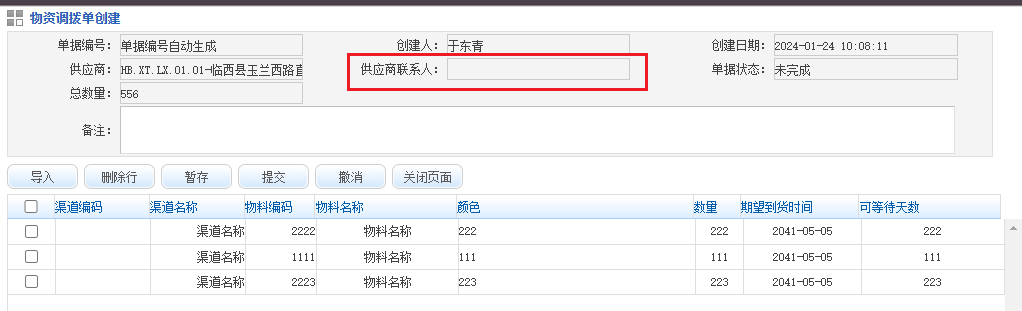 物资调拨单创建
单据编号: 单据编号自动生成 创建人: 于东青 创建日期: 2024-01-24 10:08:11
供应商: HB.XT.LX.01.01-临西县玉兰西路 供应商联系人: 单据状态: 未完成
总数量: 556
备注:
导入 删除行 暂存 提交 撤消 关闭页面
渠道编码 渠道名称 物料编码 物料名称 颜色 数量 期望到货时间 可等待天数
渠道名称 2222 物料名称 222 222 2041-05-05 222
渠道名称 1111 物料名称 111 111 2041-05-05 111
渠道名称 2223 物料名称 223 223 2041-05-05 223